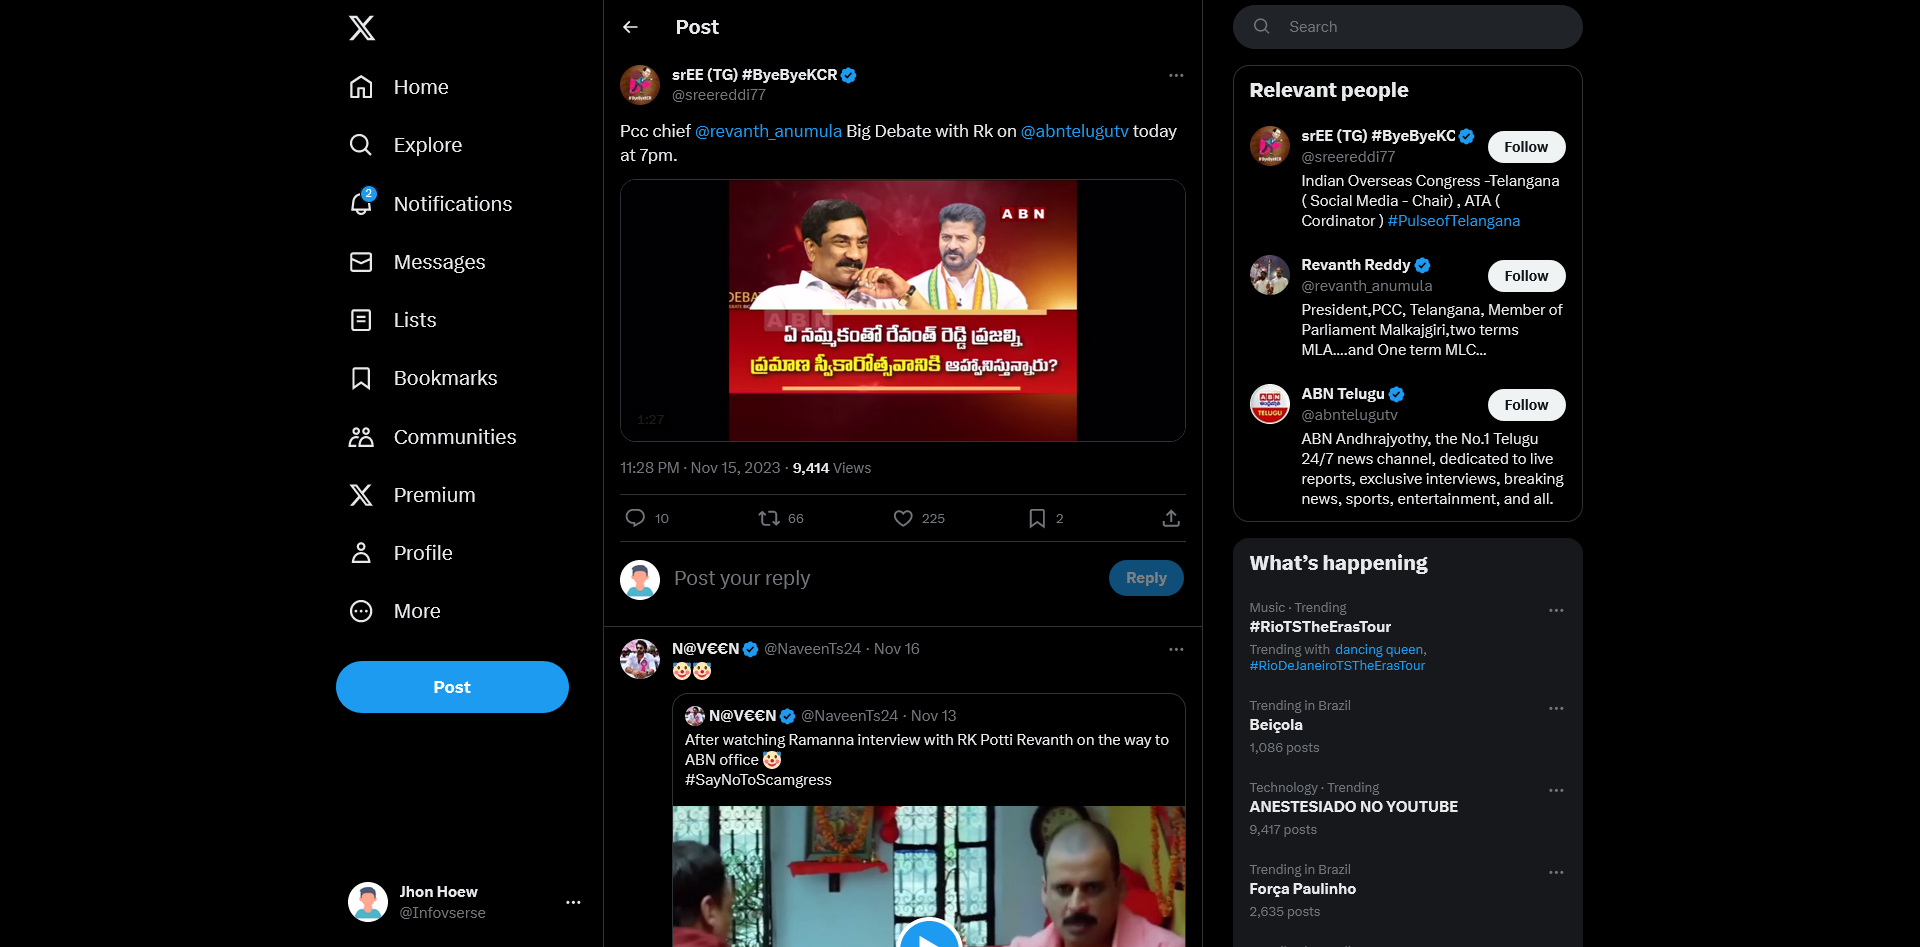 Home
Explore
2
Notifications
Messages
Lists
Bookmarks
Communities
Premium
Profile
More
Post
Jhon Hoew
@Infovserse
Post
srEE (TG) #ByeByeKCR
@sreereddi77
Pcc chief @revanth_anumula Big Debate with Rk on @abntelugutv today
at 7pm.
ABN
DEBA
ABN
ఏ నమ్మకంతో రేవంత్ రెడ్డి ప్రజల్ని
ప్రమాణ స్వీకారోత్సవానికి ఆహ్వానిస్తున్నారు?
1:27
11:28 PM · Nov 15, 2023 · 9,414 Views
10
66
225
2
Post your reply
Reply
N@V€€N @NaveenTs24 · Nov 16
🤡🤡
N@V€€N @NaveenTs24 · Nov 13
After watching Ramanna interview with RK Potti Revanth on the way to
ABN office 🤡
#SayNoToScamgress
Search
Relevant people
srEE (TG) #ByeByeKC
@sreereddi77
Follow
Indian Overseas Congress -Telangana
( Social Media - Chair) , ATA (
Cordinator ) #PulseofTelangana
Revanth Reddy
@revanth_anumula
Follow
President,PCC, Telangana, Member of
Parliament Malkajgiri,two terms
MLA....and One term MLC...
ABN Telugu
@abntelugutv
Follow
ABN Andhrajyothy, the No.1 Telugu
24/7 news channel, dedicated to live
reports, exclusive interviews, breaking
news, sports, entertainment, and all.
What's happening
Music · Trending
#RioTSTheErasTour
Trending with dancing queen,
#RioDeJaneiroTSTheErasTour
Trending in Brazil
Beiçola
1,086 posts
Technology · Trending
ANESTESIADO NO YOUTUBE
9,417 posts
Trending in Brazil
Força Paulinho
2,635 posts